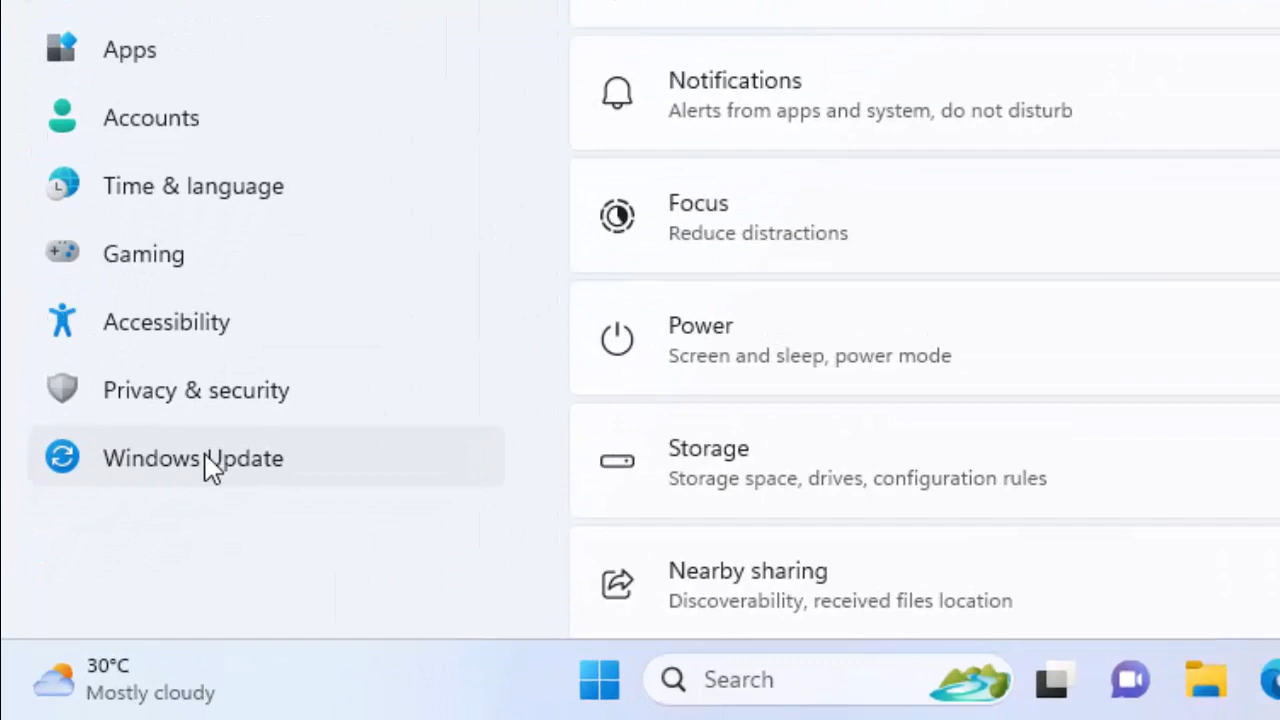 Apps
Accounts
Time & language
Gaming
Accessibility
Privacy & security
Windows Update
Notifications
Alerts from apps and system, do not disturb
Focus
Reduce distractions
Power
Screen and sleep, power mode
Storage
Storage space, drives, configuration rules
Nearby sharing
Discoverability, received files location
30°C
Mostly cloudy
Search